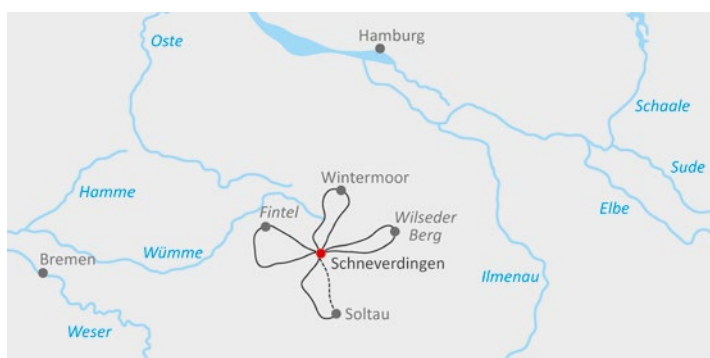 Hamburg
Oste
Schaale
Sude
Wintermoor
Hamme
Fintel
Wilseder
Berg
Elbe
Wümme
Bremen
Schneverdingen
Ilmenau
Soltau
Weser